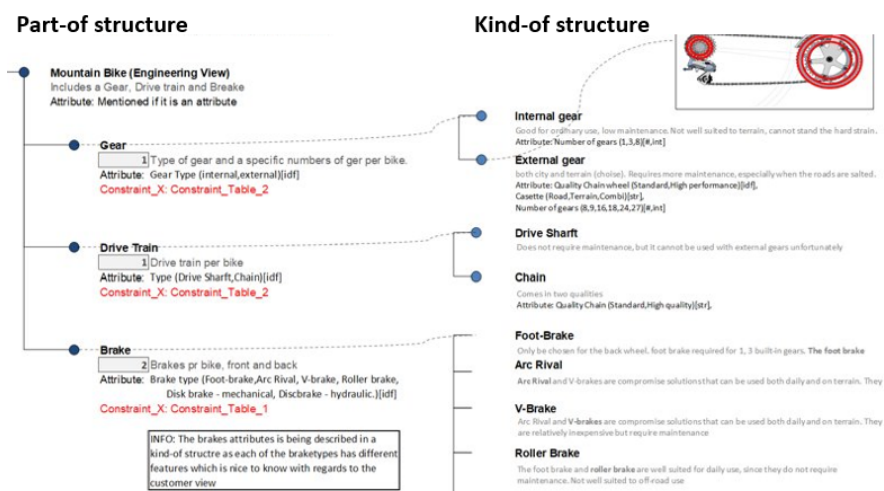 Part-of structure
Kind-of structure
Mountain Bike (Engineering View)
Includes a Gear, Drive train and Breake
Attribute: Mentioned if it is an attribute
Gear
1 Type of gear and a specific numbers of ger per bike.
Attribute: Gear Type (internal,external)[idf]
Constraint_X: Constraint_Table_2
Drive Train
1 Drive train per bike
Attribute: Type (Drive Sharft,Chain)[idf]
Constraint_X: Constraint_Table_2
Brake
2 Brakes pr bike, front and back
Attribute: Brake type (Foot-brake,Arc Rival, V-brake, Roller brake,
Disk brake - mechanical, Discbrake - hydraulic.)[idf]
Constraint_X: Constraint_Table_1
INFO: The brakes attributes is being described in a
kind-of structre as each of the braketypes has different
features which is nice to know with regards to the
customer view
Internal gear
Good for ordinary use, low maintenance. Not well suited to terrain, cannot stand the hard strain.
Attribute: Number of gears (1,3,8)[#,int]
External gear
both city and terrain (choise). Requires more maintenance, especially when the roads are salted.
Attribute: Quality Chain wheel (Standard,High performance)[idf],
Casette (Road,Terrain,Combi)[str],
Number of gears (8,9,16,18,24,27)[#,int]
Drive Sharft
Does not require maintenance, but it cannot be used with external gears unfortunately
Chain
Comes in two qualities
Attribute: Quality Chain (Standard,High quality)[str],
Foot-Brake
Only be chosen for the back wheel. foot brake required for 1, 3 built-in gears. The foot brake
Arc Rival
Arc Rival and V-brakes are compromise solutions that can be used both daily and on terrain. They
V-Brake
Arc Rival and V-brakes are compromise solutions that can be used both daily and on terrain. They
are relatively inexpensive but require maintenance
Roller Brake
The foot brake and roller brake are well suited for daily use, since they do not require
maintenance. Not well suited to off-road use